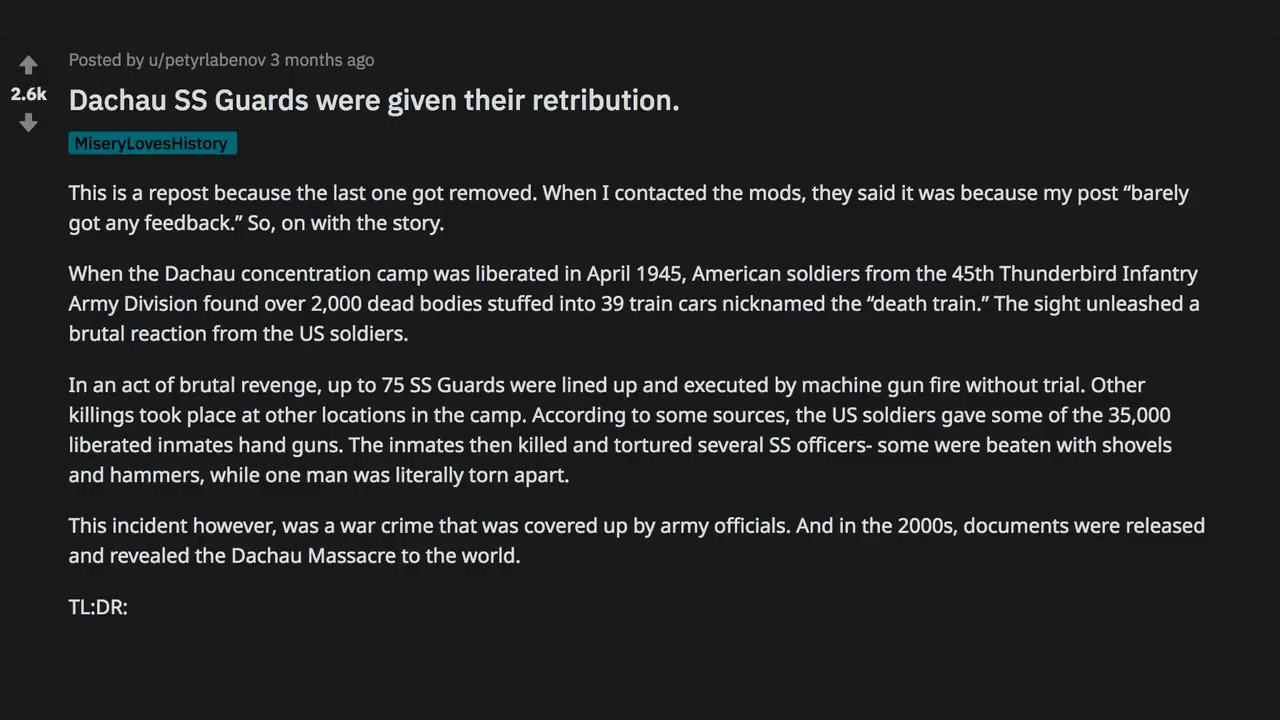 Posted by u/petyrlabenov 3 months ago
2.6k
Dachau SS Guards were given their retribution.
MiseryLovesHistory
This is a repost because the last one got removed. When I contacted the mods, they said it was because my post “barely
got any feedback.” So, on with the story.
When the Dachau concentration camp was liberated in April 1945, American soldiers from the 45th Thunderbird Infantry
Army Division found over 2,000 dead bodies stuffed into 39 train cars nicknamed the “death train.” The sight unleashed a
brutal reaction from the US soldiers.
In an act of brutal revenge, up to 75 SS Guards were lined up and executed by machine gun fire without trial. Other
killings took place at other locations in the camp. According to some sources, the US soldiers gave some of the 35,000
liberated inmates hand guns. The inmates then killed and tortured several SS officers- some were beaten with shovels
and hammers, while one man was literally torn apart.
This incident however, was a war crime that was covered up by army officials. And in the 2000s, documents were released
and revealed the Dachau Massacre to the world.
TL:DR: